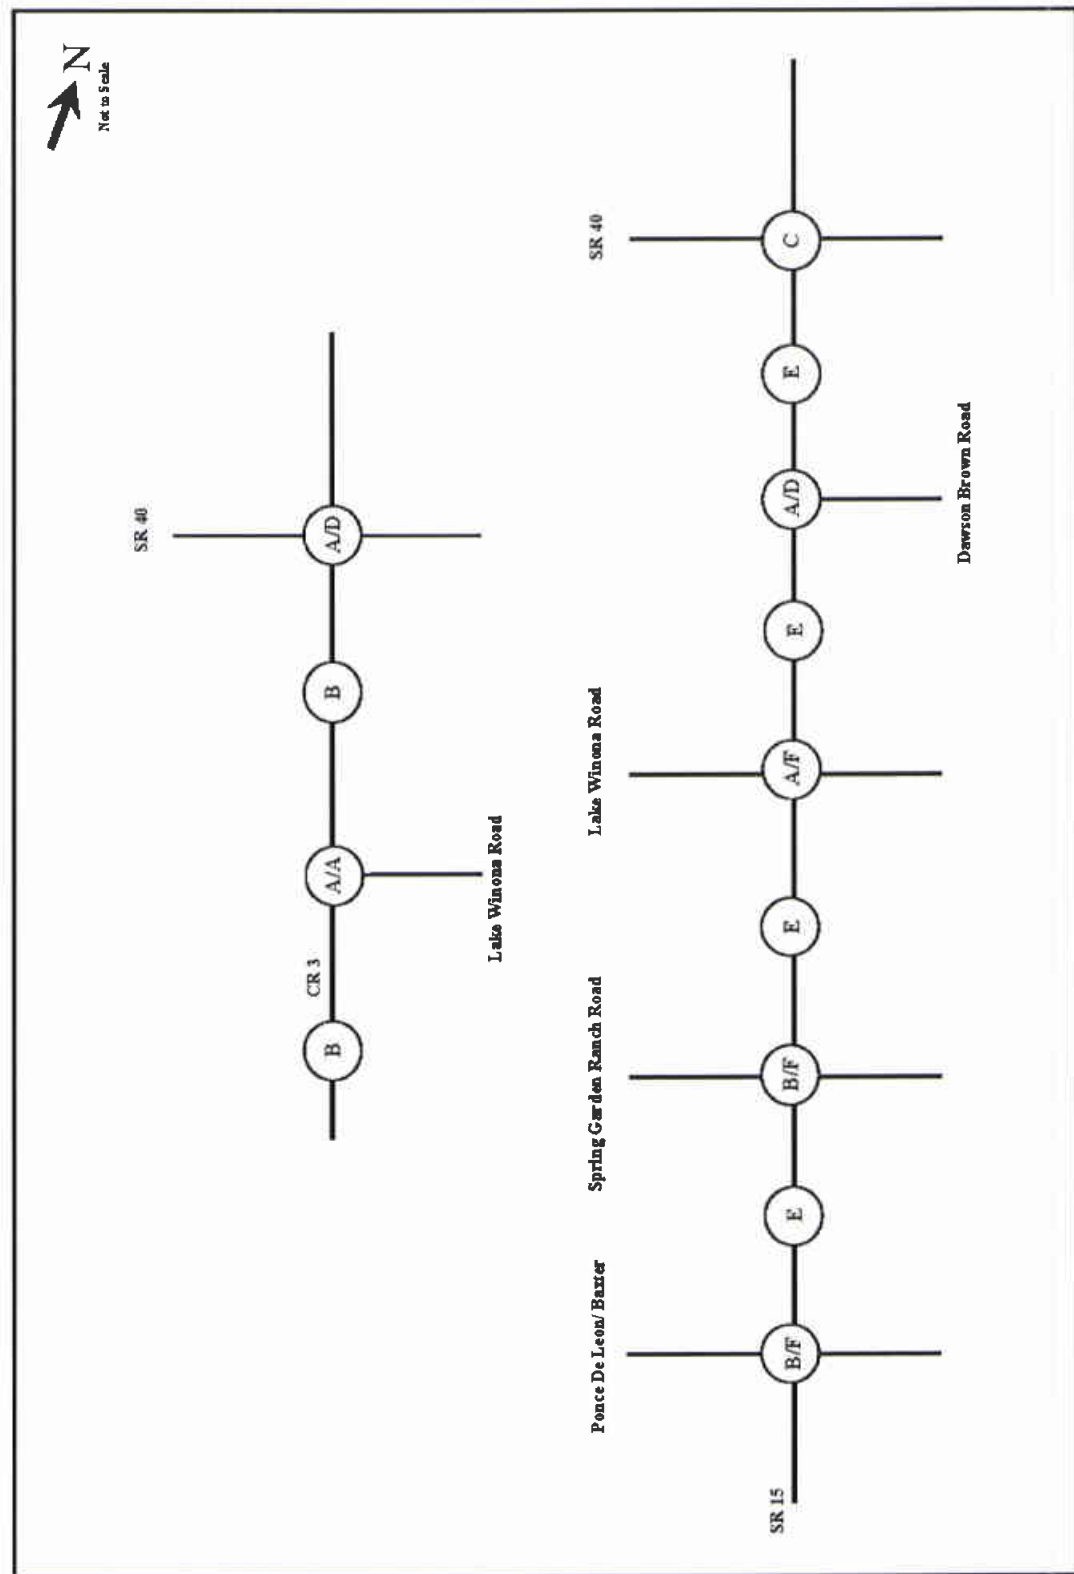 N
Not to Scale
SR 40
A/D
B
A/A
Lake Winona Road
CR 3
B
SR 40
C
E
A/D
Dawson Brown Road
E
Lake Winona Road
A/F
E
Spring Garden Ranch Road
B/F
E
Ponce De Leon/ Baxter
B/F
SR 15